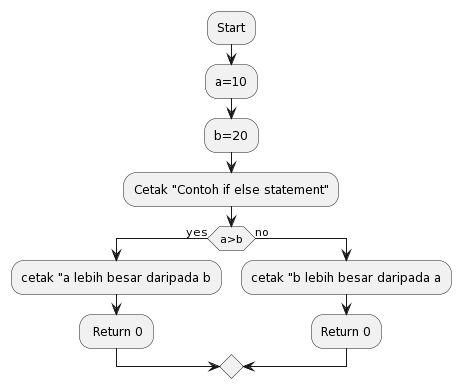 Start
a=10
b=20
Cetak "Contoh if else statement"
yes
a>b
no
cetak "a lebih besar daripada b
cetak "b lebih besar daripada a
Return 0
Return 0